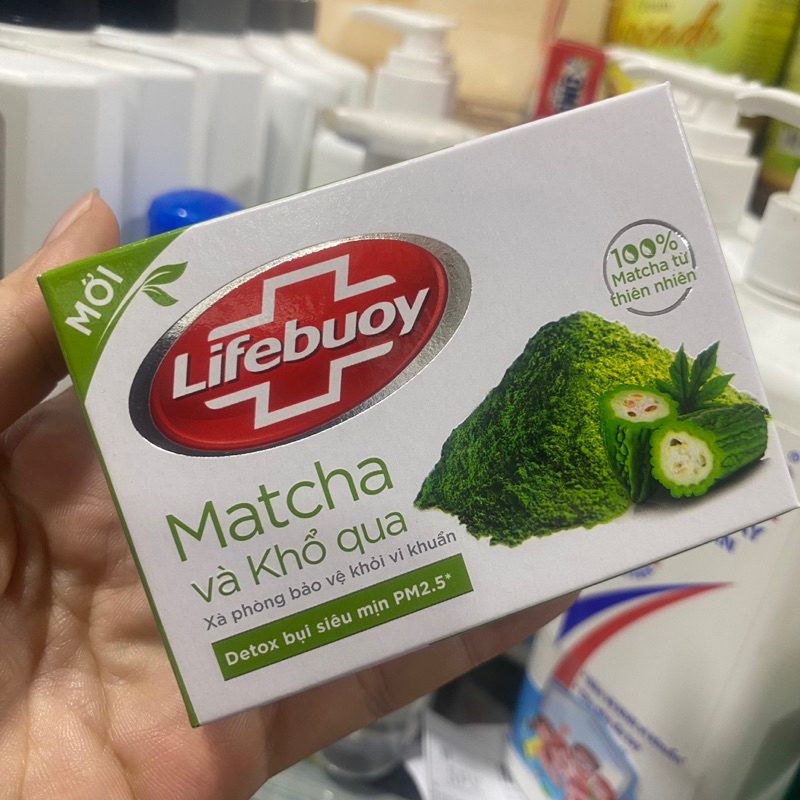 MỚI
Lifebuoy
100%
Matcha từ
thiên nhiên
Matcha
và Khổ qua
Xà phòng bảo vệ khỏi vi khuẩn
Detox bụi siêu mịn PM2.5*